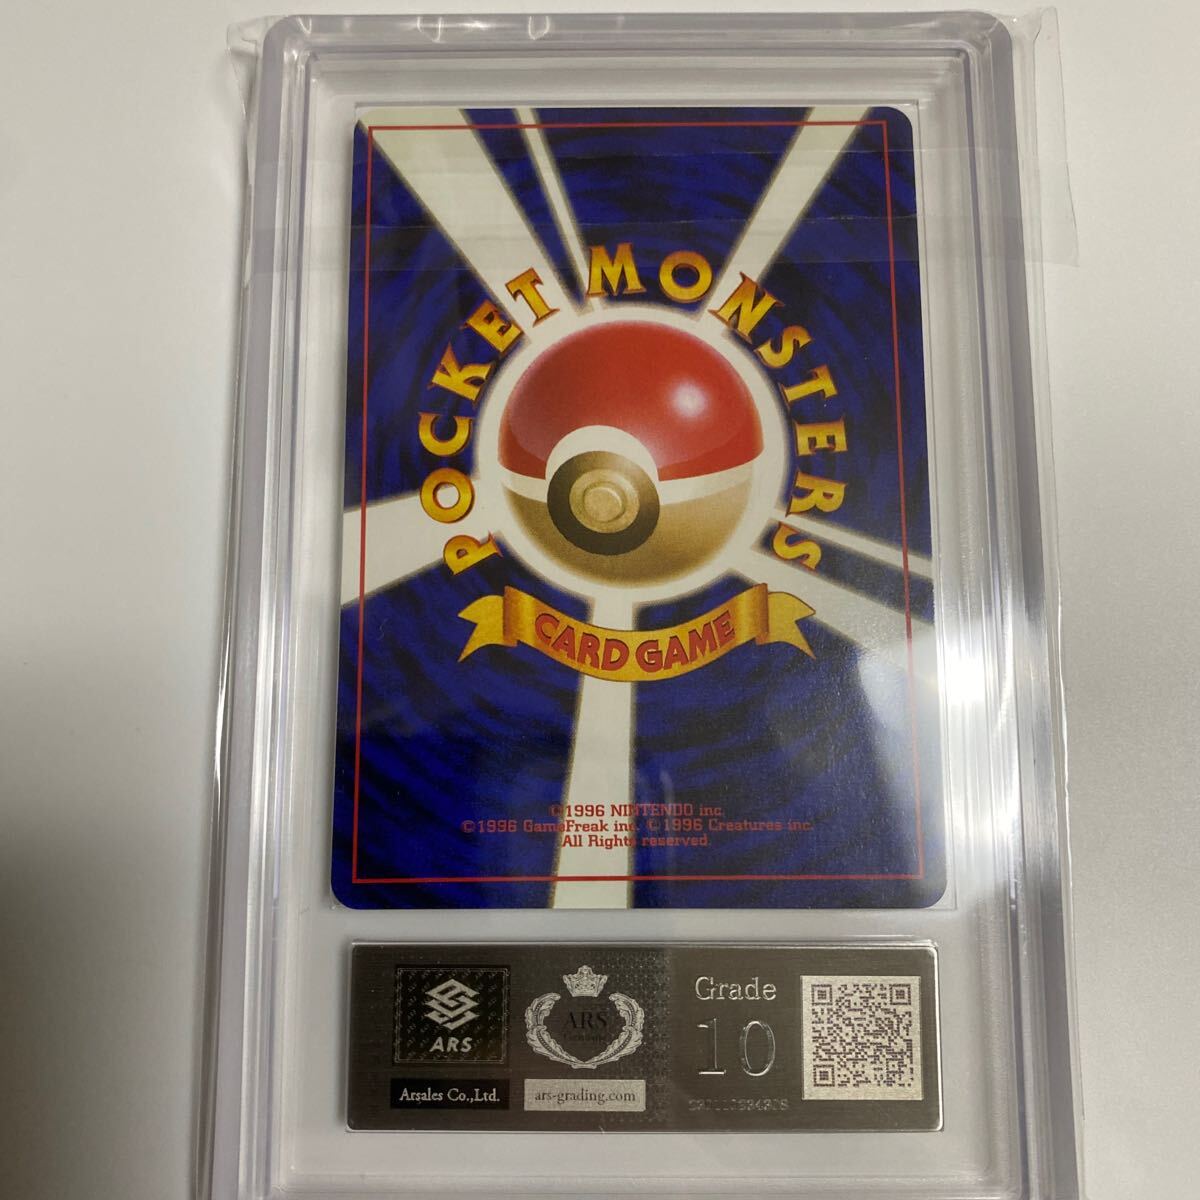 POCKET MONSTERS
CARD GAME
©1996 NINTENDO inc.
©1996 GameFreak inc. ©1996 Creatures inc.
All Rights reserved.
ARS
Arsales Co.,Ltd.
ARS
ars-grading.com
Grade
10